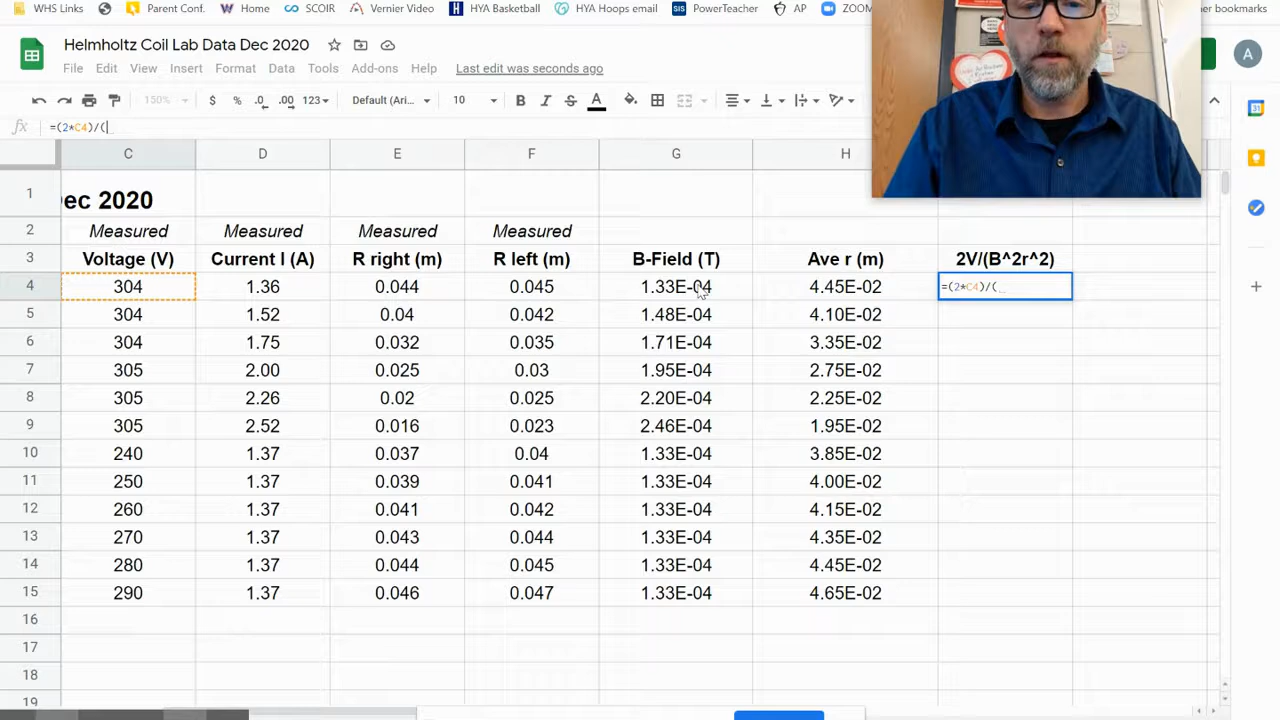 WHS Links Parent Conf. Home SCOIR Vernier Video HYA Basketball HYA Hoops email PowerTeacher AP ZOOM er bookmarks
Helmholtz Coil Lab Data Dec 2020
A
File Edit View Insert Format Data Tools Add-ons Help Last edit was seconds ago
150% $ % .0 .00 123 Default (Ari... 10 B I S A
fx =(2*C4)/(
C D E F G H
1 ec 2020
2 Measured Measured Measured Measured
3 Voltage (V) Current I (A) R right (m) R left (m) B-Field (T) Ave r (m) 2V/(B^2r^2)
4 304 1.36 0.044 0.045 1.33E-04 4.45E-02 =(2*C4)/(
5 304 1.52 0.04 0.042 1.48E-04 4.10E-02
6 304 1.75 0.032 0.035 1.71E-04 3.35E-02
7 305 2.00 0.025 0.03 1.95E-04 2.75E-02
8 305 2.26 0.02 0.025 2.20E-04 2.25E-02
9 305 2.52 0.016 0.023 2.46E-04 1.95E-02
10 240 1.37 0.037 0.04 1.33E-04 3.85E-02
11 250 1.37 0.039 0.041 1.33E-04 4.00E-02
12 260 1.37 0.041 0.042 1.33E-04 4.15E-02
13 270 1.37 0.043 0.044 1.33E-04 4.35E-02
14 280 1.37 0.044 0.045 1.33E-04 4.45E-02
15 290 1.37 0.046 0.047 1.33E-04 4.65E-02
16
17
18
19